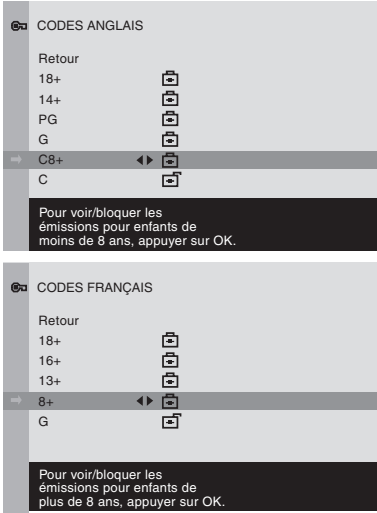 CODES ANGLAIS
Retour
18+
14+
PG
G
C8+
C
Pour voir/bloquer les
émissions pour enfants de
moins de 8 ans, appuyer sur OK.
CODES FRANÇAIS
Retour
18+
16+
13+
8+
G
Pour voir/bloquer les
émissions pour enfants de
plus de 8 ans, appuyer sur OK.